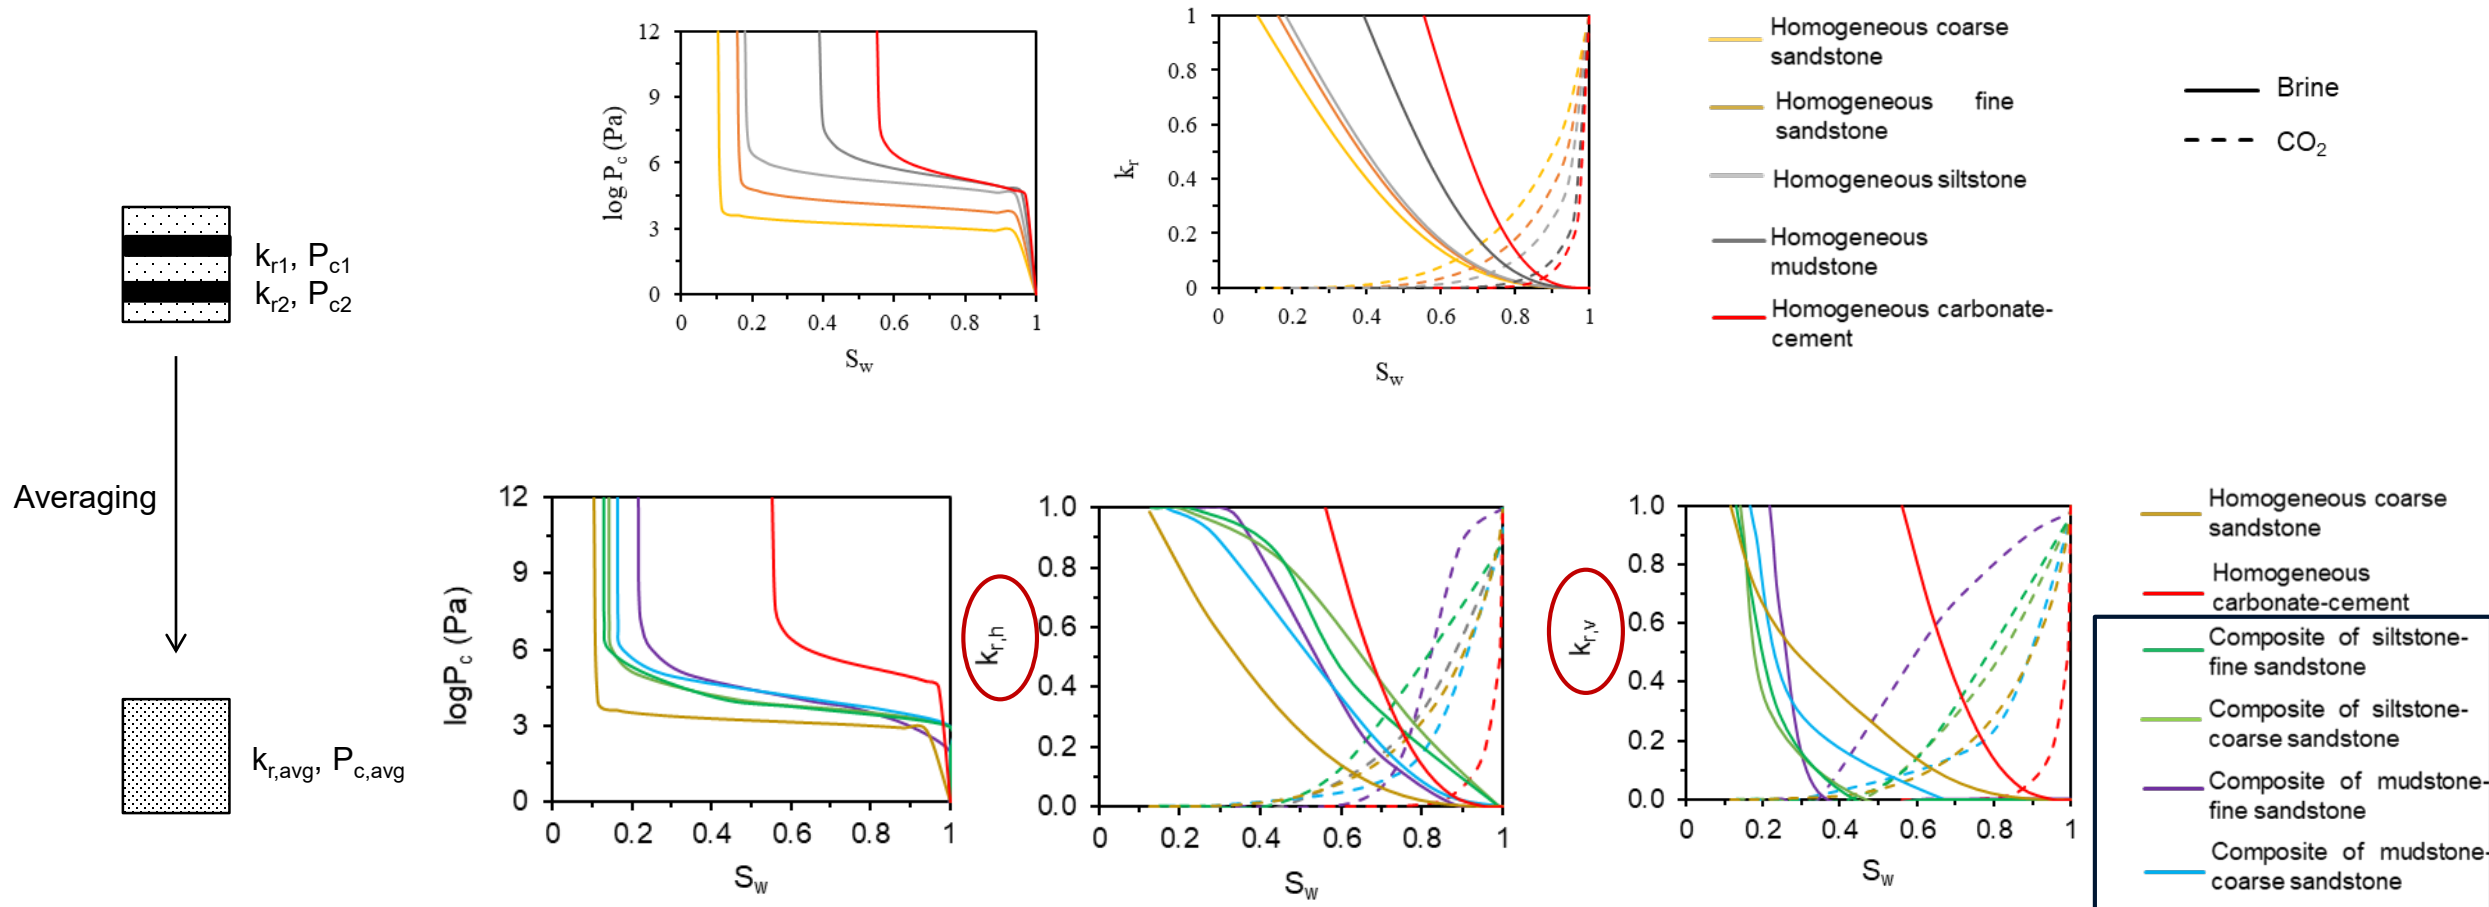 12
9
6
3
0
log P_c (Pa)
0 0.2 0.4 0.6 0.8 1
S_w
1
0.8
0.6
0.4
0.2
0
k_r
0 0.2 0.4 0.6 0.8 1
S_w
Homogeneous coarse
sandstone
Homogeneous fine
sandstone
Homogeneous siltstone
Homogeneous
mudstone
Homogeneous carbonate-
cement
Brine
CO₂
k_r1, P_c1
k_r2, P_c2
Averaging
k_r,avg, P_c,avg
12
9
6
3
0
logP_c (Pa)
0 0.2 0.4 0.6 0.8 1
S_w
1.0
0.8
0.6
0.4
0.2
0.0
k_r,h
0 0.2 0.4 0.6 0.8 1
S_w
1.0
0.8
0.6
0.4
0.2
0.0
k_r,v
0 0.2 0.4 0.6 0.8 1
S_w
Homogeneous coarse
sandstone
Homogeneous
carbonate-cement
Composite of siltstone-
fine sandstone
Composite of siltstone-
coarse sandstone
Composite of mudstone-
fine sandstone
Composite of mudstone-
coarse sandstone